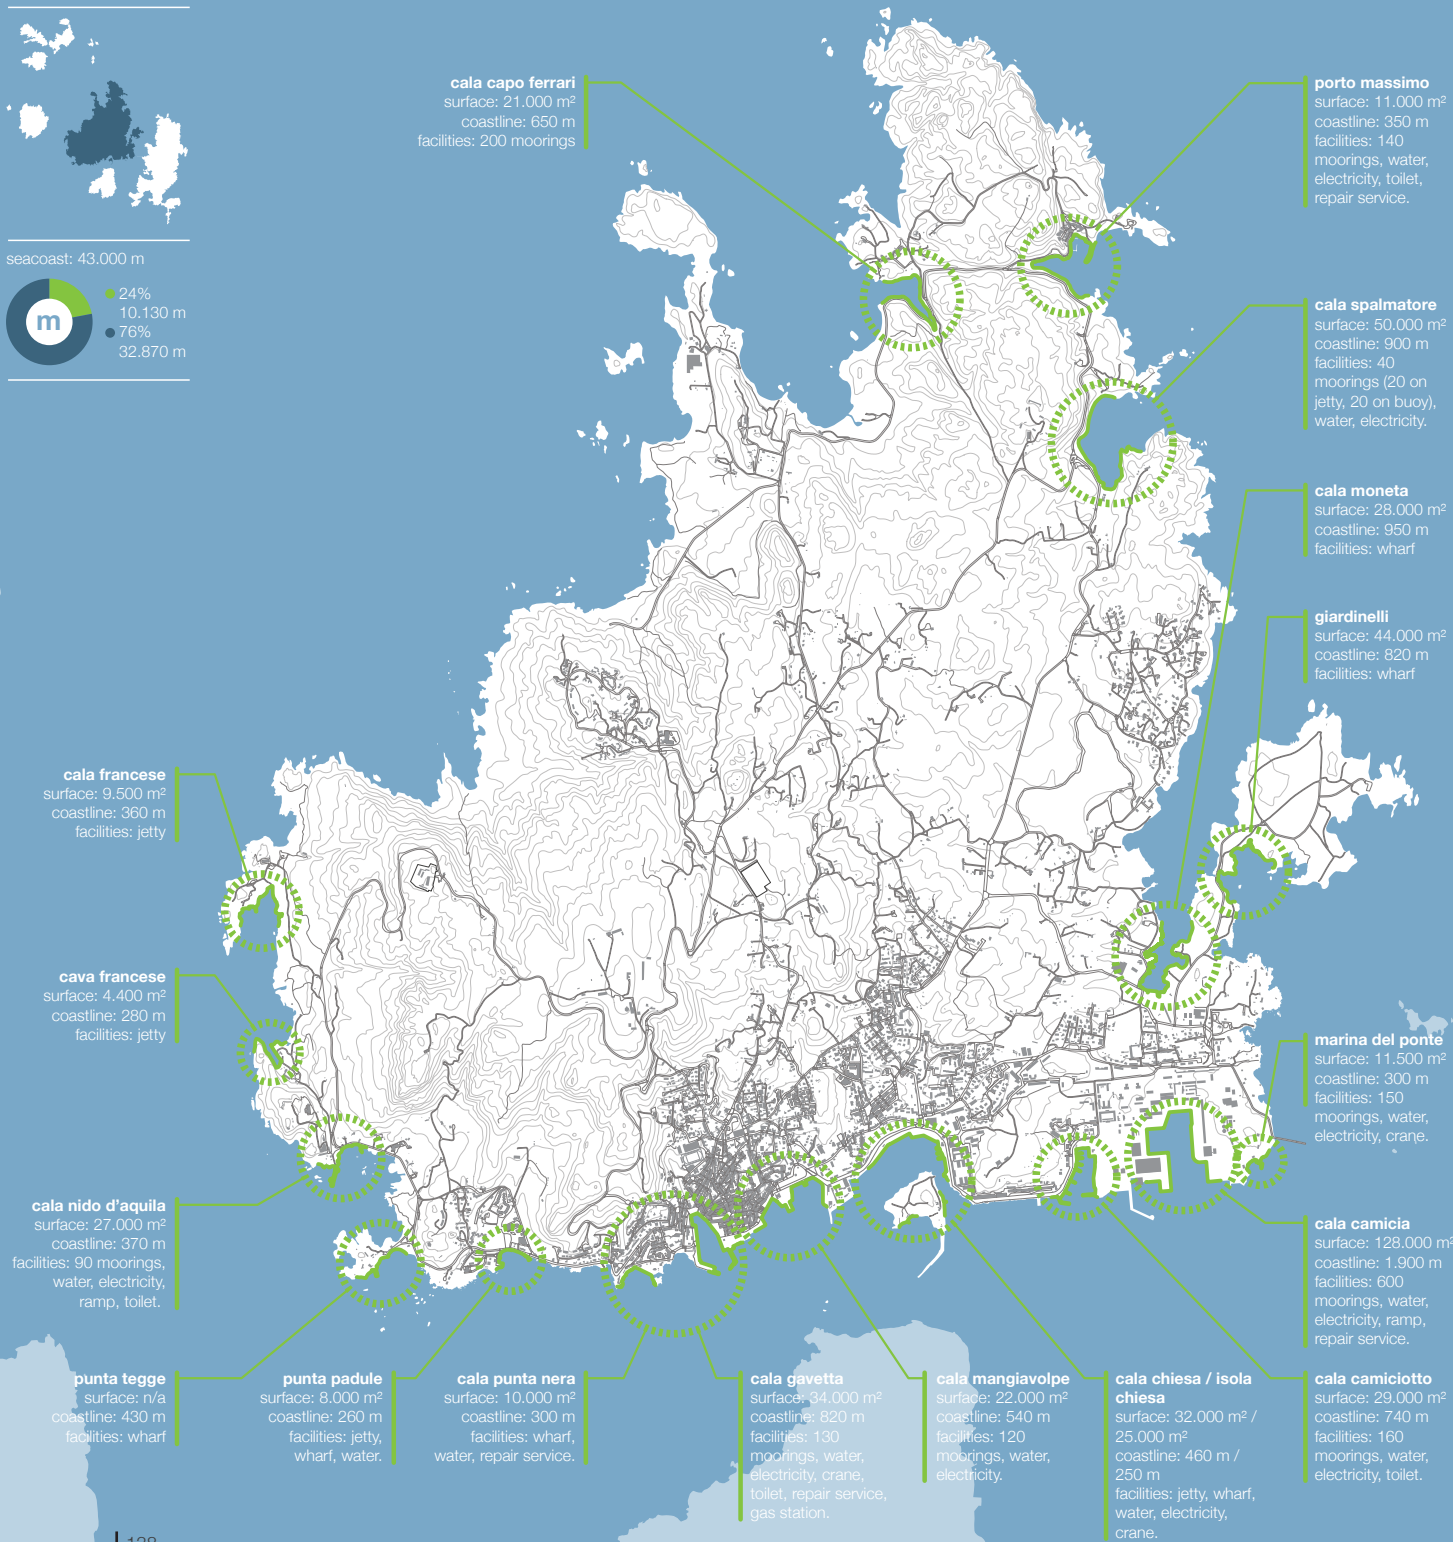 seacoast: 43.000 m
m
24%
10.130 m
76%
32.870 m
cala capo ferrari
surface: 21.000 m²
coastline: 650 m
facilities: 200 moorings
porto massimo
surface: 11.000 m²
coastline: 350 m
facilities: 140
moorings, water,
electricity, toilet,
repair service.
cala spalmatore
surface: 50.000 m²
coastline: 900 m
facilities: 40
moorings (20 on
jetty, 20 on buoy),
water, electricity.
cala moneta
surface: 28.000 m²
coastline: 950 m
facilities: wharf
giardinelli
surface: 44.000 m²
coastline: 820 m
facilities: wharf
cala francese
surface: 9.500 m²
coastline: 360 m
facilities: jetty
cava francese
surface: 4.400 m²
coastline: 280 m
facilities: jetty
marina del ponte
surface: 11.500 m²
coastline: 300 m
facilities: 150
moorings, water,
electricity, crane.
cala nido d'aquila
surface: 27.000 m²
coastline: 370 m
facilities: 90 moorings,
water, electricity,
ramp, toilet.
cala camicia
surface: 128.000 m²
coastline: 1.900 m
facilities: 600
moorings, water,
electricity, ramp,
repair service.
punta tegge
surface: n/a
coastline: 430 m
facilities: wharf
punta padule
surface: 8.000 m²
coastline: 260 m
facilities: jetty,
wharf, water.
cala punta nera
surface: 10.000 m²
coastline: 300 m
facilities: wharf,
water, repair service.
cala gavetta
surface: 34.000 m²
coastline: 820 m
facilities: 130
moorings, water,
electricity, crane,
toilet, repair service,
gas station.
cala mangiavolpe
surface: 22.000 m²
coastline: 540 m
facilities: 120
moorings, water,
electricity.
cala chiesa / isola
chiesa
surface: 32.000 m² /
25.000 m²
coastline: 460 m /
250 m
facilities: jetty, wharf,
water, electricity,
crane.
cala camiciotto
surface: 29.000 m²
coastline: 740 m
facilities: 160
moorings, water,
electricity, toilet.